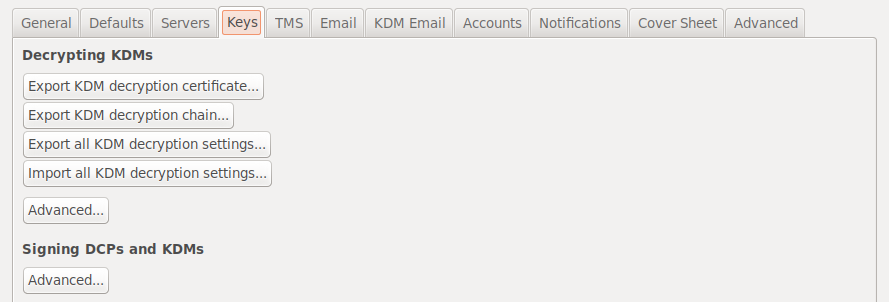 General Defaults Servers Keys TMS Email KDM Email Accounts Notifications Cover Sheet Advanced
Decrypting KDMs
Export KDM decryption certificate...
Export KDM decryption chain...
Export all KDM decryption settings...
Import all KDM decryption settings...
Advanced...
Signing DCPs and KDMs
Advanced...